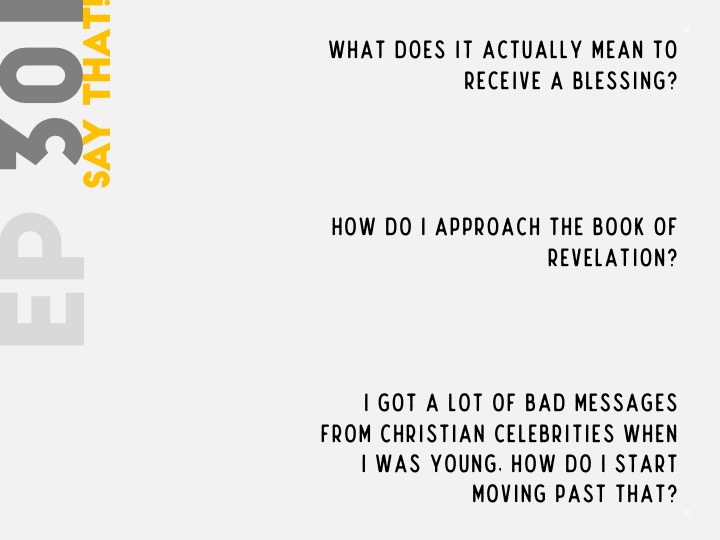 EP 301
SAY THAT!
WHAT DOES IT ACTUALLY MEAN TO
RECEIVE A BLESSING?
HOW DO I APPROACH THE BOOK OF
REVELATION?
I GOT A LOT OF BAD MESSAGES
FROM CHRISTIAN CELEBRITIES WHEN
I WAS YOUNG. HOW DO I START
MOVING PAST THAT?